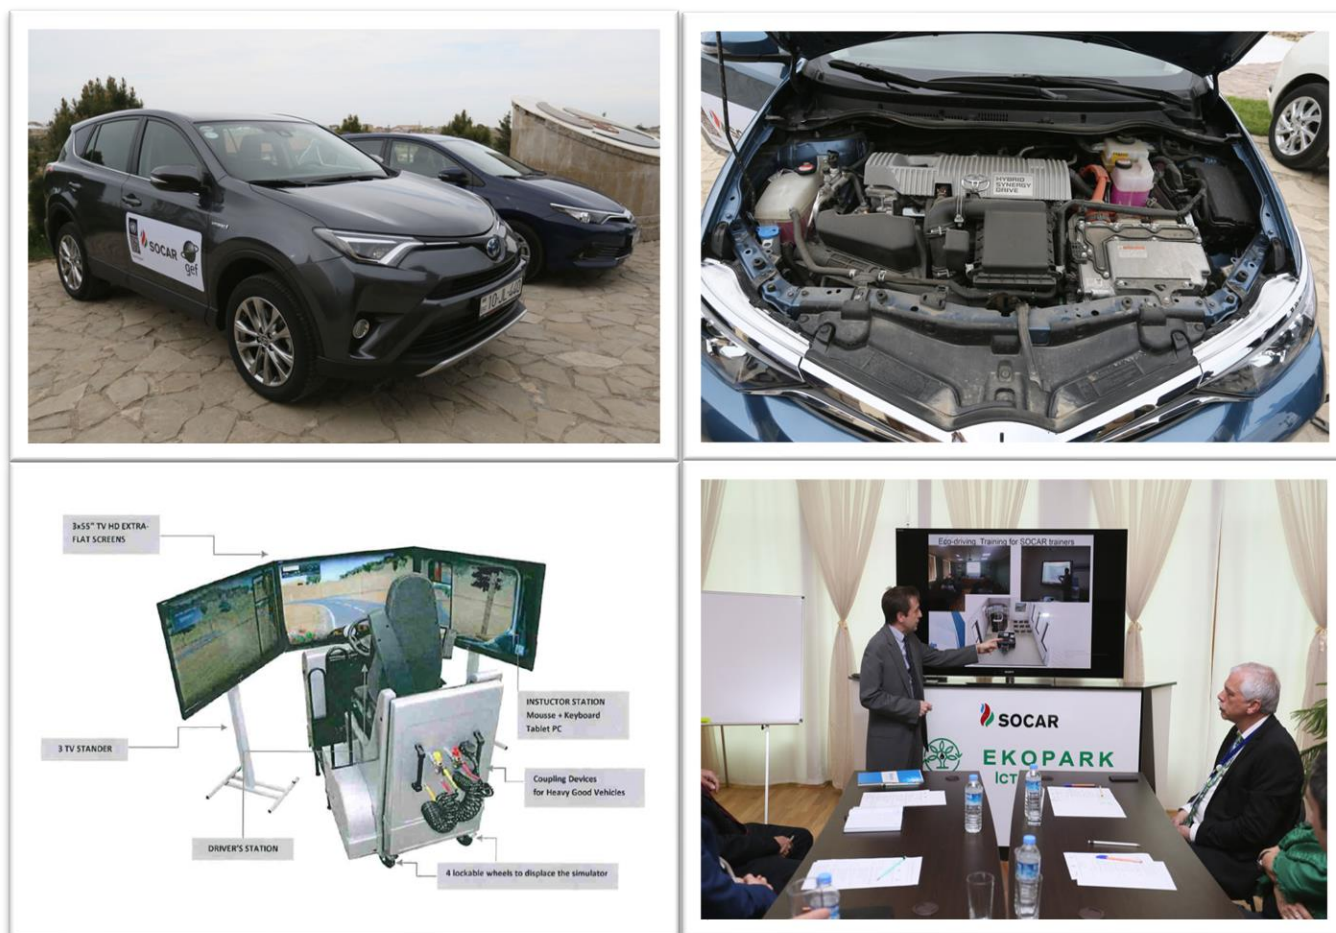 SOCAR
gef
10-JL-440
HYBRID
SYNERGY
DRIVE
3x55" TV HD EXTRA-
FLAT SCREENS
INSTUCTOR STATION
Mousse + Keyboard
Tablet PC
3 TV STANDER
Coupling Devices
for Heavy Good Vehicles
DRIVER'S STATION
4 lockable wheels to displace the simulator
Eco-driving Training for SOCAR trainers
SOCAR
EKOPARK